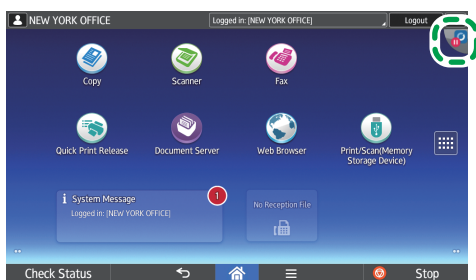 NEW YORK OFFICE
Logged in: [NEW YORK OFFICE]
Logout
Copy
Scanner
Fax
Quick Print Release
Document Server
Web Browser
Print/Scan(Memory
Storage Device)
System Message
1
Logged in: [NEW YORK OFFICE]
No Reception File
Check Status
Stop